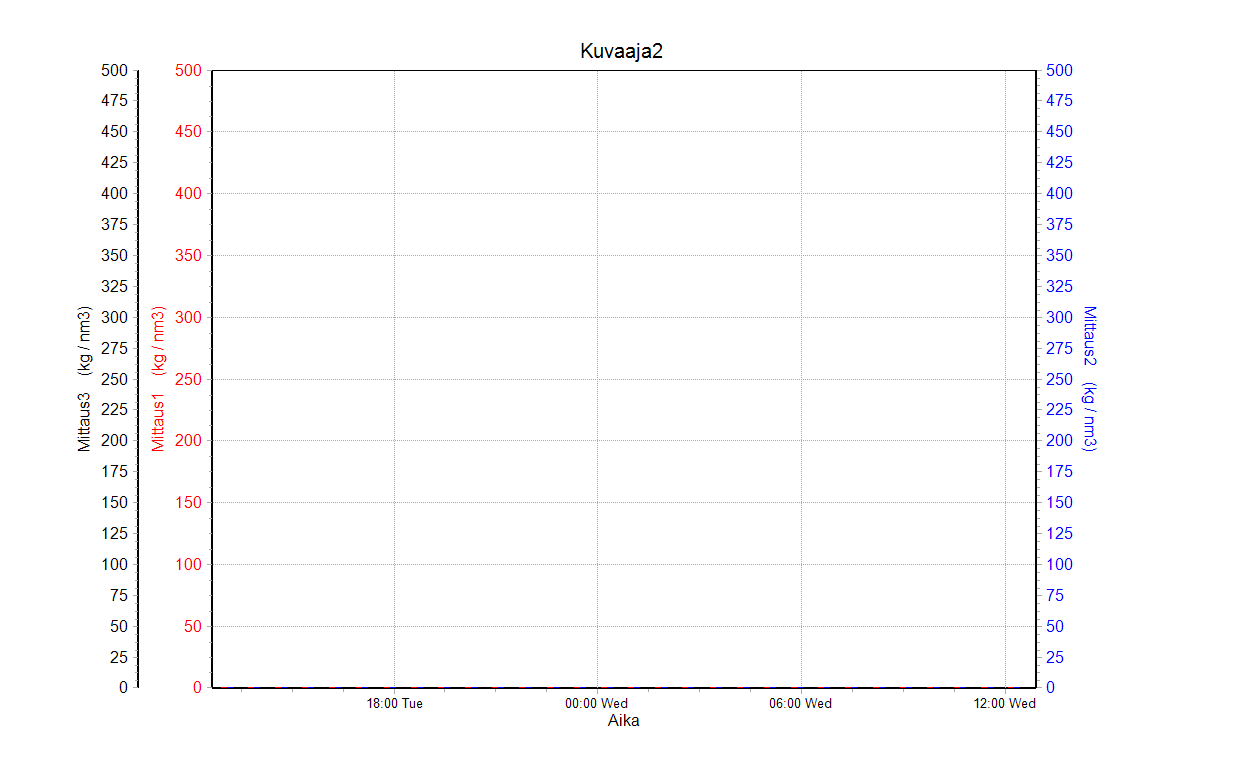 Kuvaaja2
500 500 500
475 475
450 450 450
425 425
400 400 400
375 375
350 350 350
325 325
300 300 300
275 275
250 250 250
225 225
200 200 200
175 175
150 150 150
125 125
100 100 100
75 75
50 50 50
25 25
0 0 0
Mittaus3 (kg / nm3)
Mittaus1 (kg / nm3)
Mittaus2 (kg / nm3)
18:00 Tue 00:00 Wed 06:00 Wed 12:00 Wed
Aika